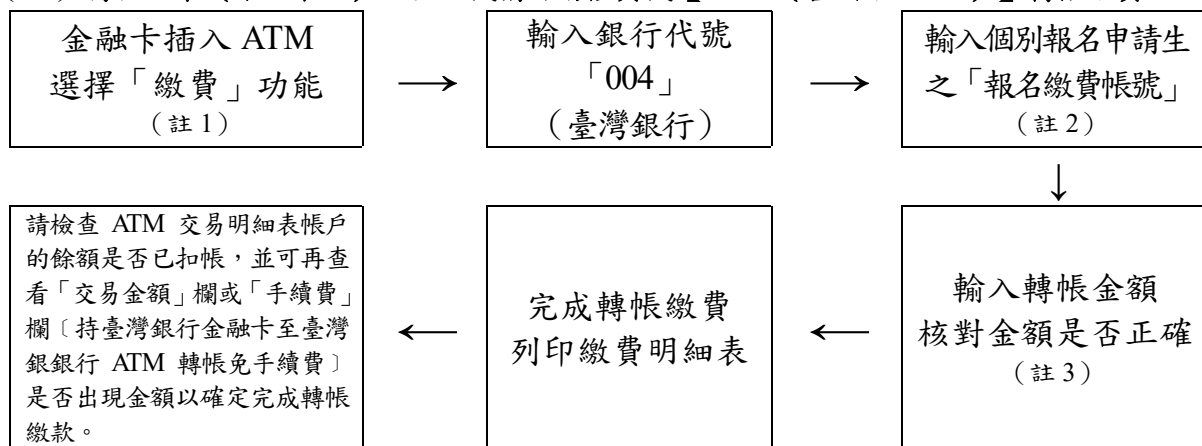 金融卡插入 ATM
選擇「繳費」功能
（註 1）
輸入銀行代號
「004」
（臺灣銀行）
輸入個別報名申請生
之「報名繳費帳號」
（註 2）
輸入轉帳金額
核對金額是否正確
（註 3）
完成轉帳繳費
列印繳費明細表
請檢查 ATM 交易明細表帳戶
的餘額是否已扣帳，並可再查
看「交易金額」欄或「手續費」
欄〔持臺灣銀行金融卡至臺灣
銀銀行 ATM 轉帳免手續費〕
是否出現金額以確定完成轉帳
繳款。